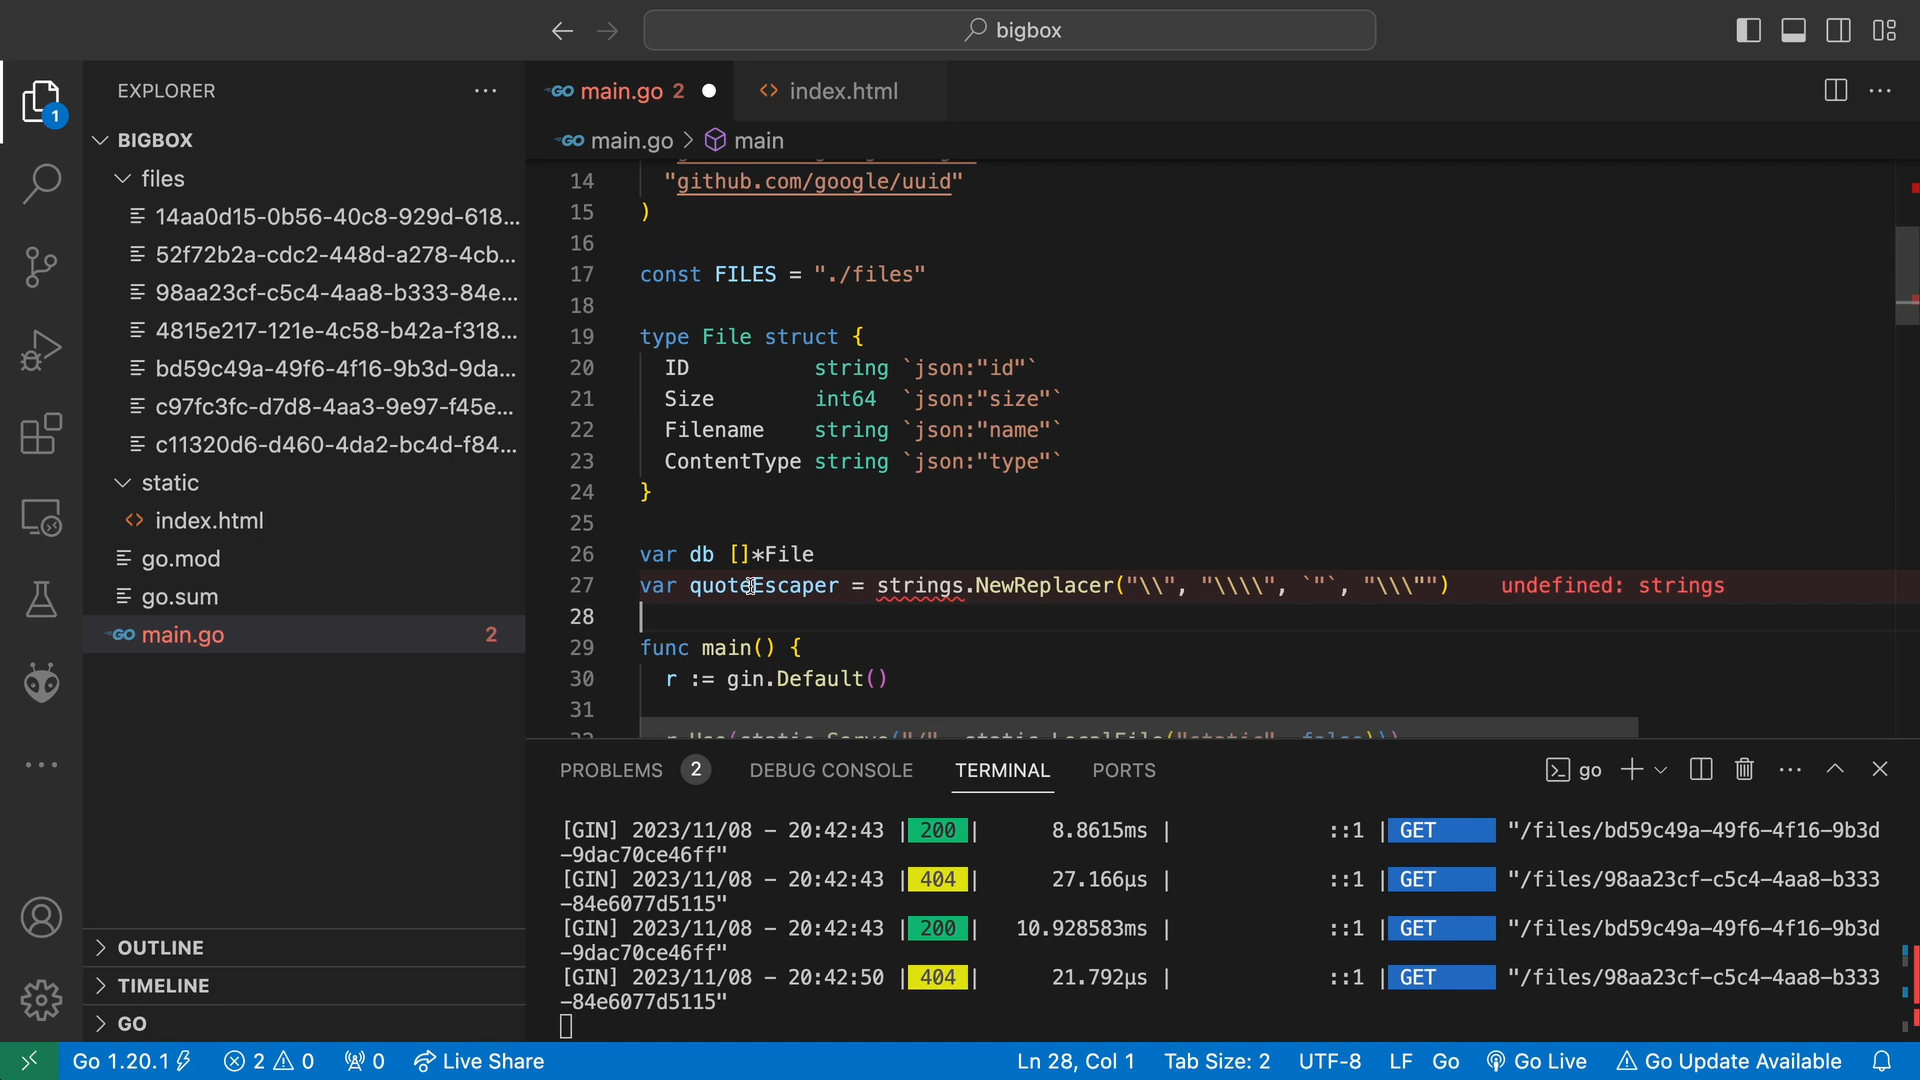 bigbox
EXPLORER
BIGBOX
files
14aa0d15-0b56-40c8-929d-618...
52f72b2a-cdc2-448d-a278-4cb...
98aa23cf-c5c4-4aa8-b333-84e...
4815e217-121e-4c58-b42a-f318...
bd59c49a-49f6-4f16-9b3d-9da...
c97fc3fc-d7d8-4aa3-9e97-f45e...
c11320d6-d460-4da2-bc4d-f84...
static
index.html
go.mod
go.sum
GO main.go 2
OUTLINE
TIMELINE
GO
1
GO main.go 2
index.html
GO main.go > main
14 "github.com/google/uuid"
15 )
16
17 const FILES = "./files"
18
19 type File struct {
20 ID string `json:"id"`
21 Size int64 `json:"size"`
22 Filename string `json:"name"`
23 ContentType string `json:"type"`
24 }
25
26 var db []*File
27 var quoteEscaper = strings.NewReplacer("\\", "\\\\", `"`, "\\\"") undefined: strings
28
29 func main() {
30 r := gin.Default()
31
r.Use(static.Serve("/", static.LocalFile("static", false)))
PROBLEMS 2 DEBUG CONSOLE TERMINAL PORTS go
[GIN] 2023/11/08 - 20:42:43 | 200 | 8.8615ms | ::1 | GET "/files/bd59c49a-49f6-4f16-9b3d
-9dac70ce46ff"
[GIN] 2023/11/08 - 20:42:43 | 404 | 27.166µs | ::1 | GET "/files/98aa23cf-c5c4-4aa8-b333
-84e6077d5115"
[GIN] 2023/11/08 - 20:42:43 | 200 | 10.928583ms | ::1 | GET "/files/bd59c49a-49f6-4f16-9b3d
-9dac70ce46ff"
[GIN] 2023/11/08 - 20:42:50 | 404 | 21.792µs | ::1 | GET "/files/98aa23cf-c5c4-4aa8-b333
-84e6077d5115"
Go 1.20.1 2 0 0 Live Share Ln 28, Col 1 Tab Size: 2 UTF-8 LF Go Go Live Go Update Available